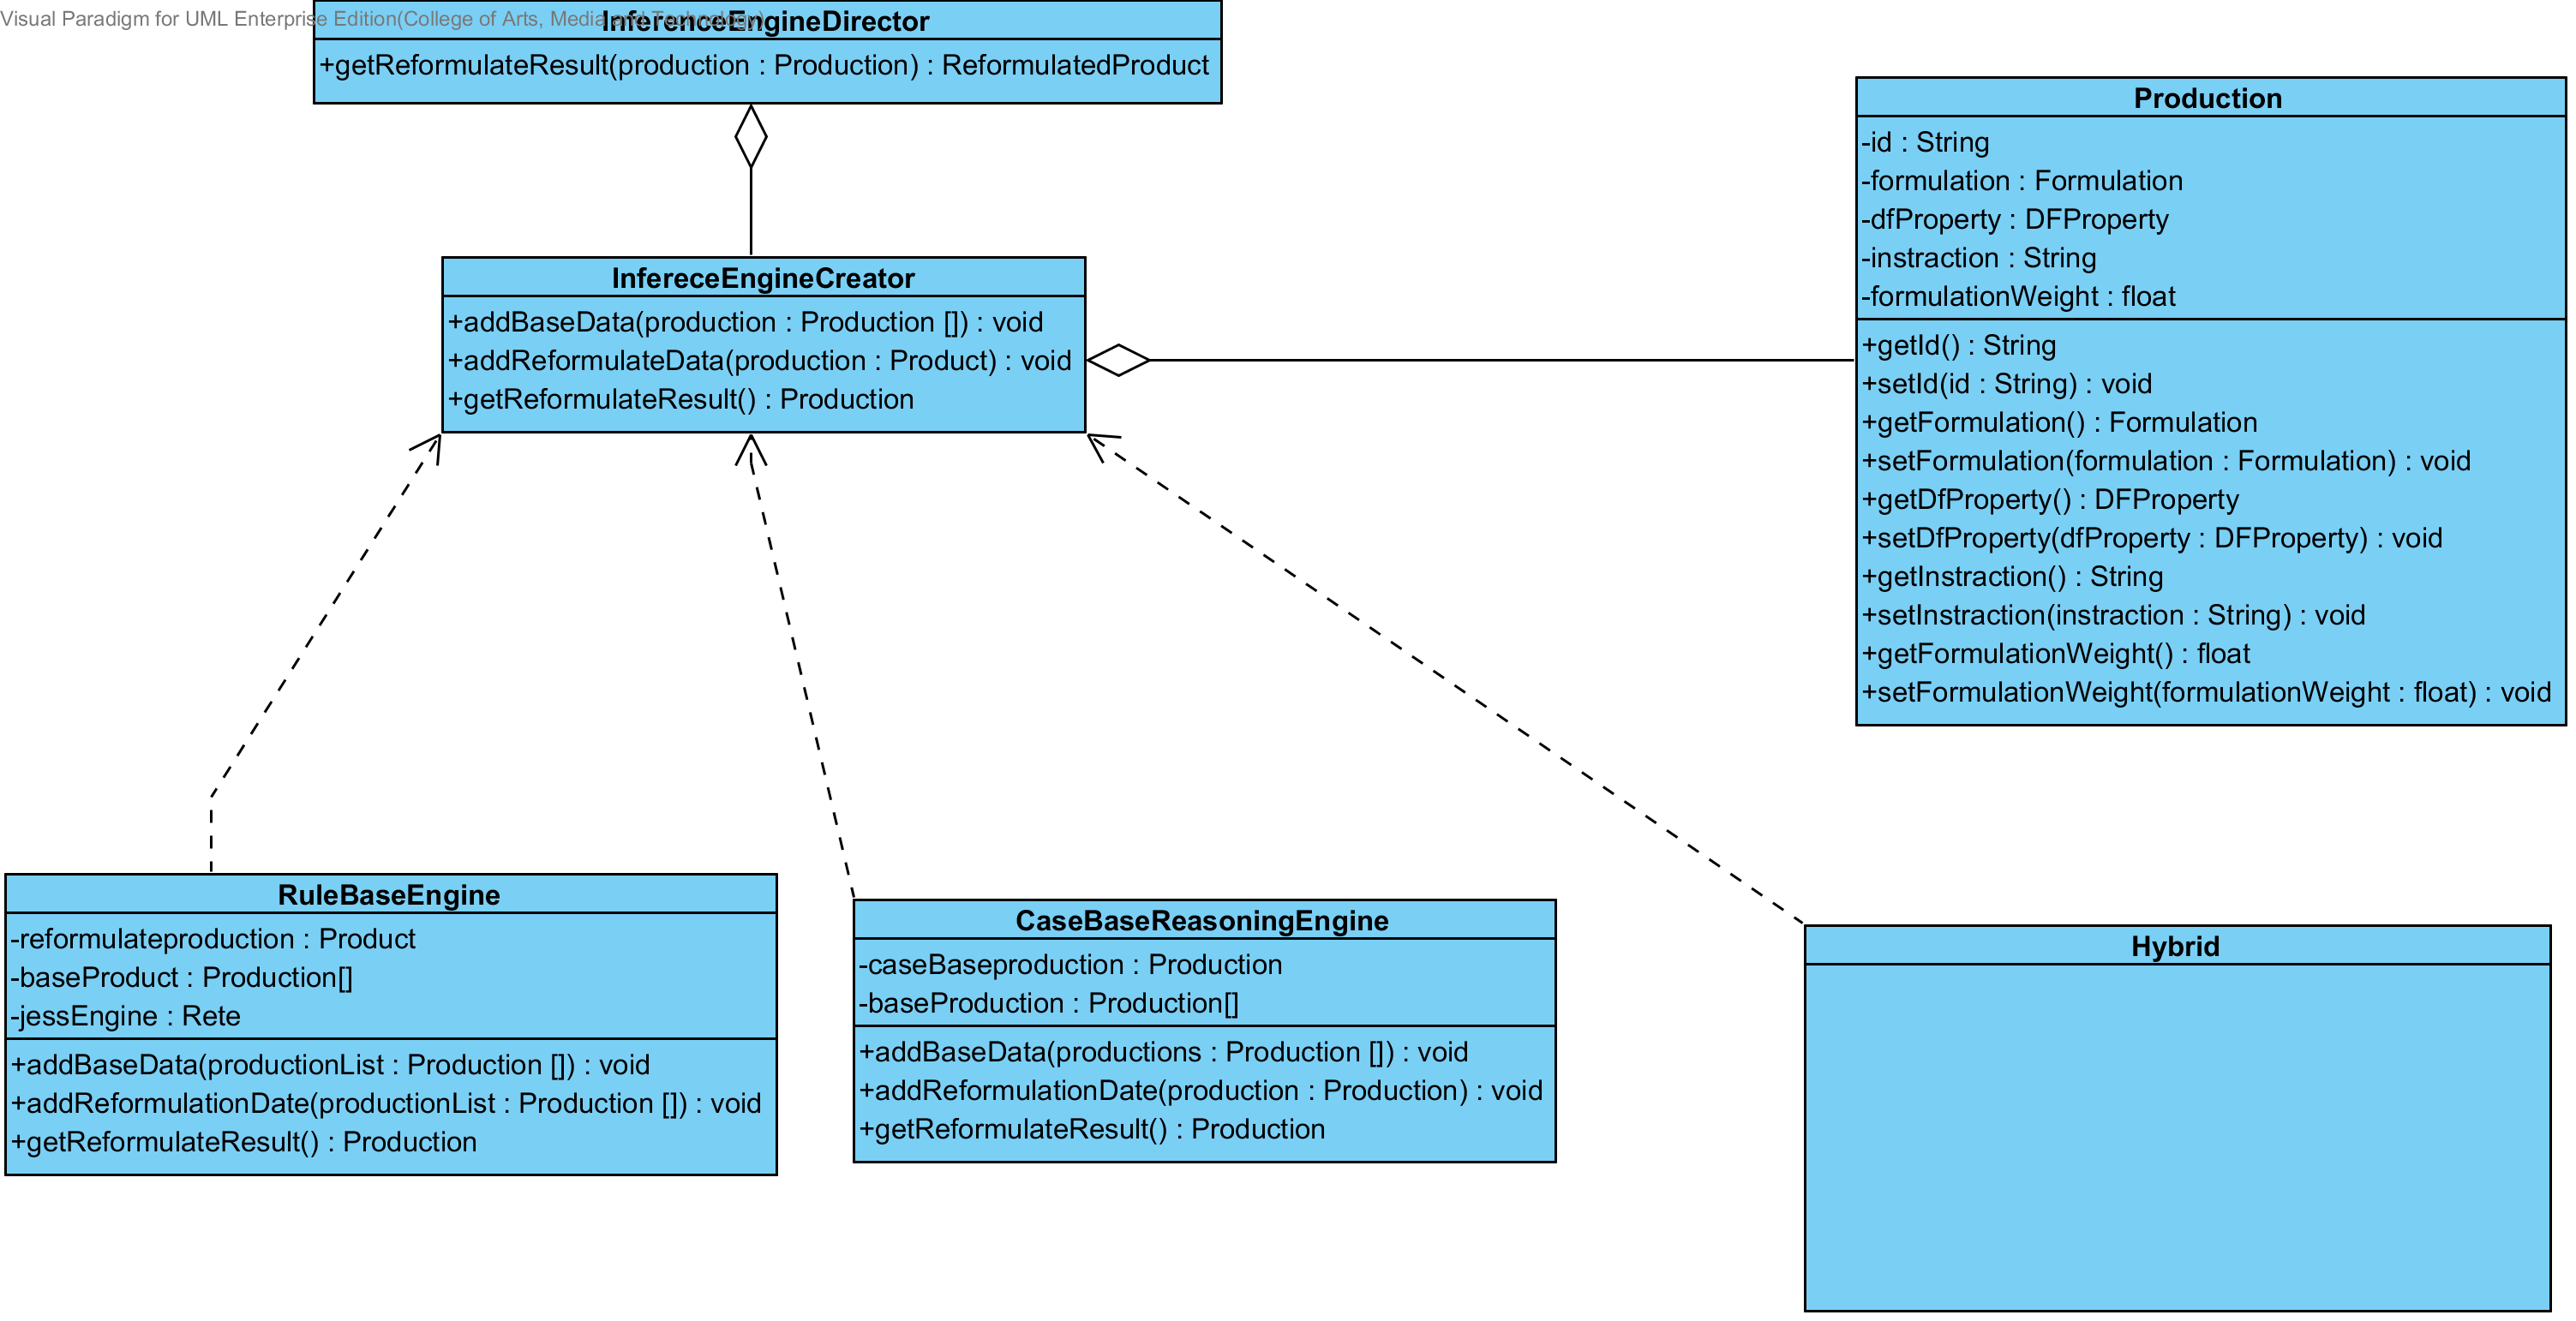 Visual Paradigm for UML Enterprise Edition(College of Arts, Media and Technology)
InferenceEngineDirector
+getReformulateResult(production : Production) : ReformulatedProduct
InfereceEngineCreator
+addBaseData(production : Production []) : void
+addReformulateData(production : Product) : void
+getReformulateResult() : Production
Production
-id : String
-formulation : Formulation
-dfProperty : DFProperty
-instraction : String
-formulationWeight : float
+getId() : String
+setId(id : String) : void
+getFormulation() : Formulation
+setFormulation(formulation : Formulation) : void
+getDfProperty() : DFProperty
+setDfProperty(dfProperty : DFProperty) : void
+getInstraction() : String
+setInstraction(instraction : String) : void
+getFormulationWeight() : float
+setFormulationWeight(formulationWeight : float) : void
RuleBaseEngine
-reformulateproduction : Product
-baseProduct : Production[]
-jessEngine : Rete
+addBaseData(productionList : Production []) : void
+addReformulationDate(productionList : Production []) : void
+getReformulateResult() : Production
CaseBaseReasoningEngine
-caseBaseproduction : Production
-baseProduction : Production[]
+addBaseData(productions : Production []) : void
+addReformulationDate(production : Production) : void
+getReformulateResult() : Production
Hybrid